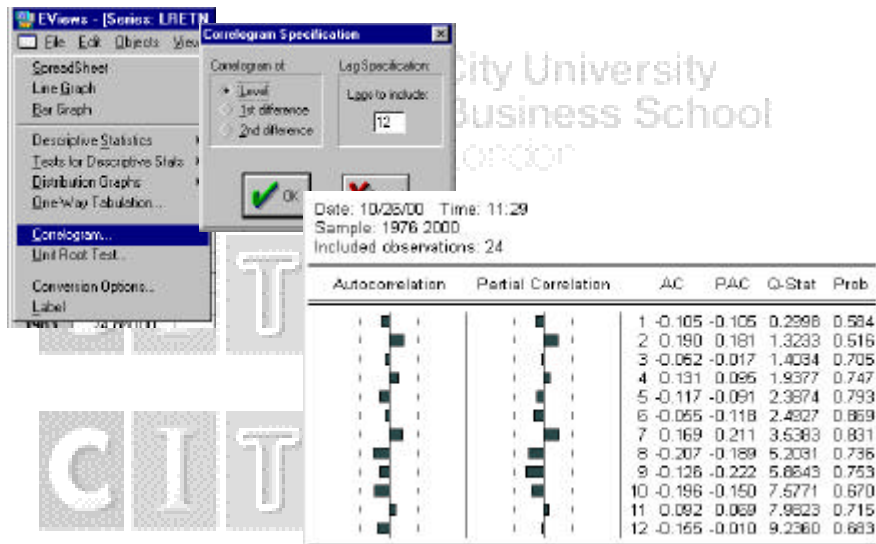 EViews - [Series: LRETN
File Edit Objects View
SpreadSheet
Line Graph
Bar Graph
Descriptive Statistics
Tests for Descriptive Stats
Distribution Graphs
One-Way Tabulation...
Correlogram...
Unit Root Test...
Conversion Options...
Label
Correlogram Specification
Correlogram of:
Level
1st difference
2nd difference
Lag Specification:
Lags to include:
12
OK
City University
Business School
London
Date: 10/26/00 Time: 11:29
Sample: 1976 2000
Included observations: 24
Autocorrelation Partial Correlation AC PAC Q-Stat Prob
1 -0.105 -0.105 0.2998 0.584
2 0.190 0.181 1.3233 0.516
3 -0.052 -0.017 1.4034 0.705
4 0.131 0.095 1.9377 0.747
5 -0.117 -0.091 2.3874 0.793
6 -0.055 -0.118 2.4927 0.869
7 0.169 0.211 3.5383 0.831
8 -0.207 -0.189 5.2031 0.736
9 -0.126 -0.222 5.8643 0.753
10 -0.196 -0.150 7.5771 0.670
11 0.092 0.069 7.9823 0.715
12 -0.155 -0.010 9.2360 0.683
T
C I T